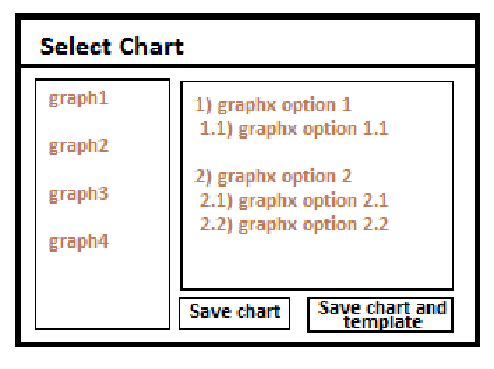 Select Chart
graph1
graph2
graph3
graph4
1) graphx option 1
1.1) graphx option 1.1
2) graphx option 2
2.1) graphx option 2.1
2.2) graphx option 2.2
Save chart
Save chart and
template